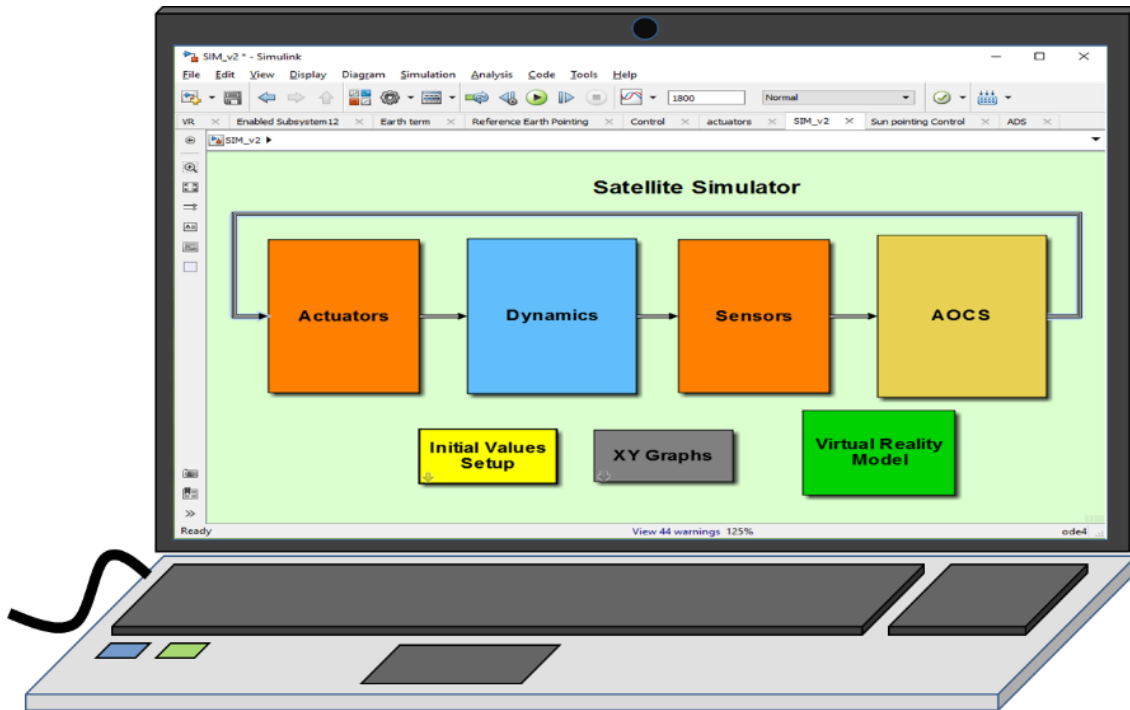 SIM_v2 * - Simulink
File Edit View Display Diagram Simulation Analysis Code Tools Help
1800 Normal
VR Enabled Subsystem12 Earth term Reference Earth Pointing Control actuators SIM_v2 Sun pointing Control ADS
SIM_v2
Satellite Simulator
Actuators Dynamics Sensors AOCS
Initial Values
Setup
XY Graphs
Virtual Reality
Model
Ready View 44 warnings 125% ode4